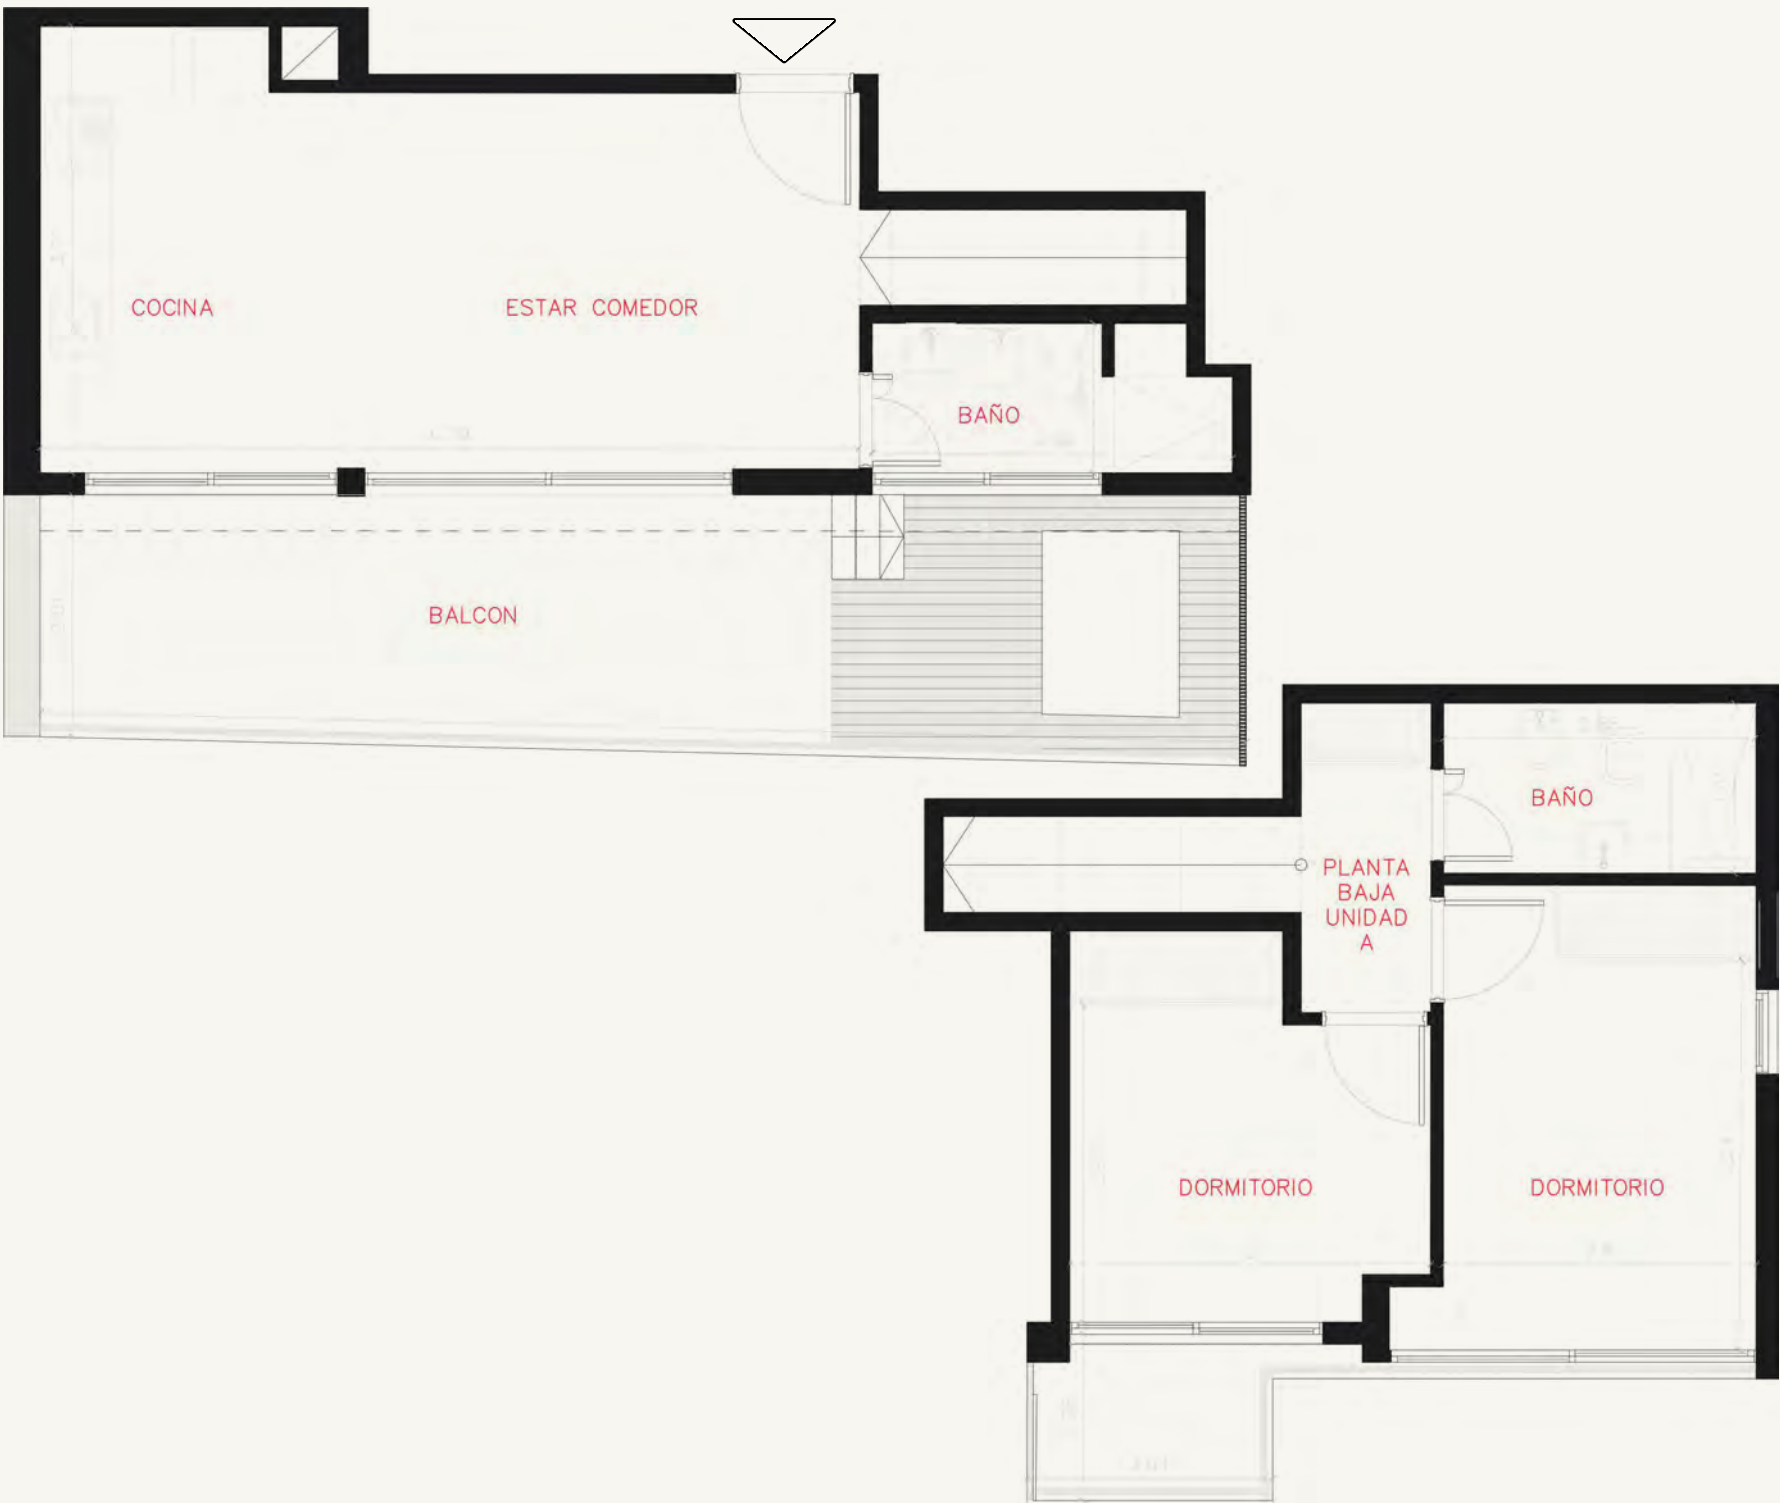 COCINA
ESTAR COMEDOR
BAÑO
BALCON
BAÑO
PLANTA
BAJA
UNIDAD
A
DORMITORIO
DORMITORIO